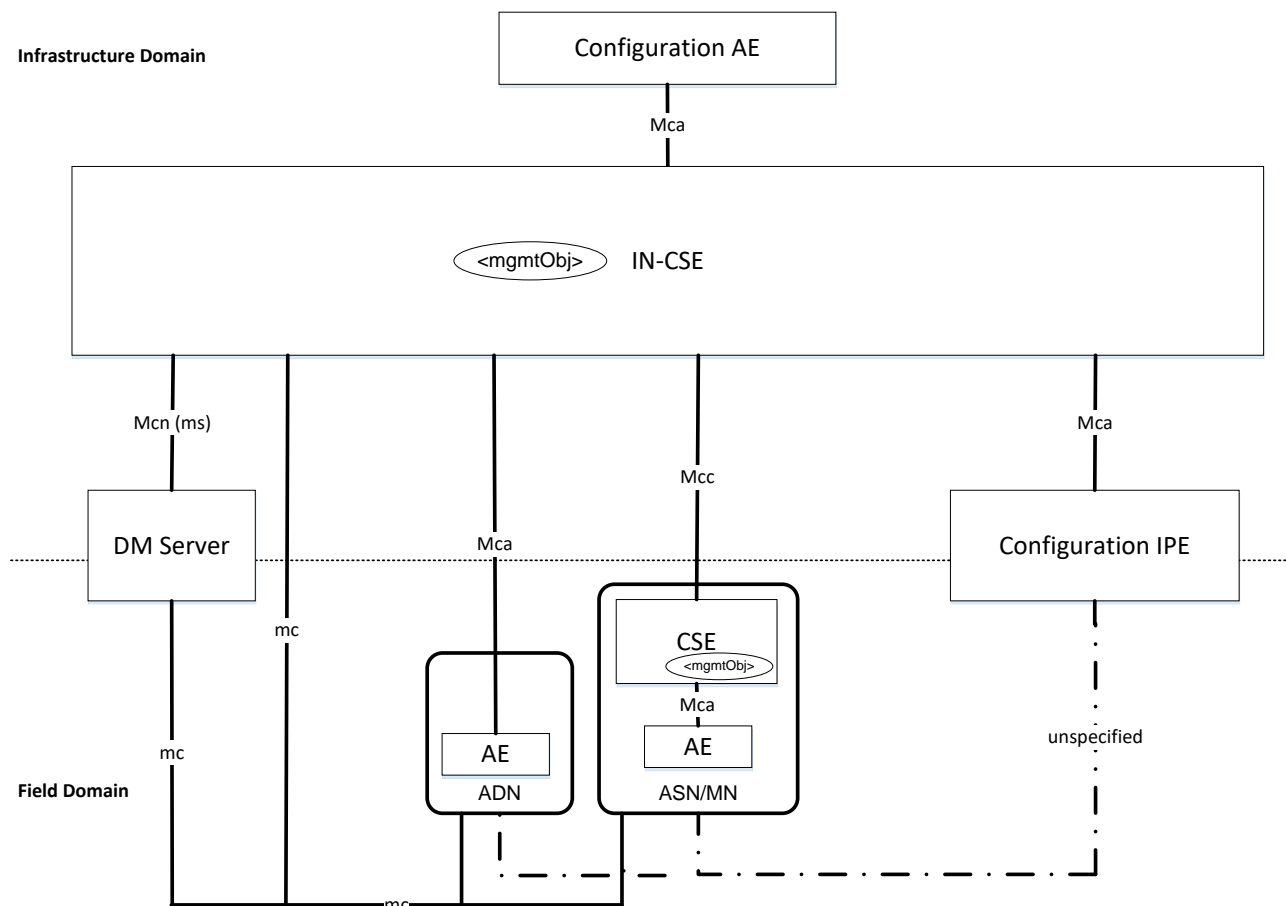 Configuration AE
Infrastructure Domain
Mca
<mgmtObj> IN-CSE
Mcn (ms)
Mca
Mcc
DM Server
Mca
Configuration IPE
mc
CSE
<mgmtObj>
Mca
unspecified
mc
AE
AE
Field Domain
ADN
ASN/MN
mc